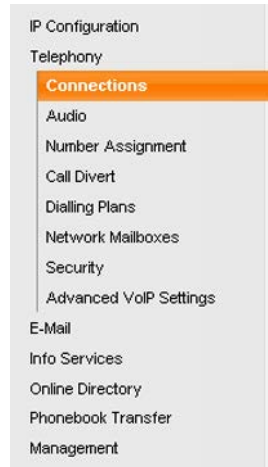 IP Configuration
Telephony
Connections
Audio
Number Assignment
Call Divert
Dialling Plans
Network Mailboxes
Security
Advanced VoIP Settings
E-Mail
Info Services
Online Directory
Phonebook Transfer
Management